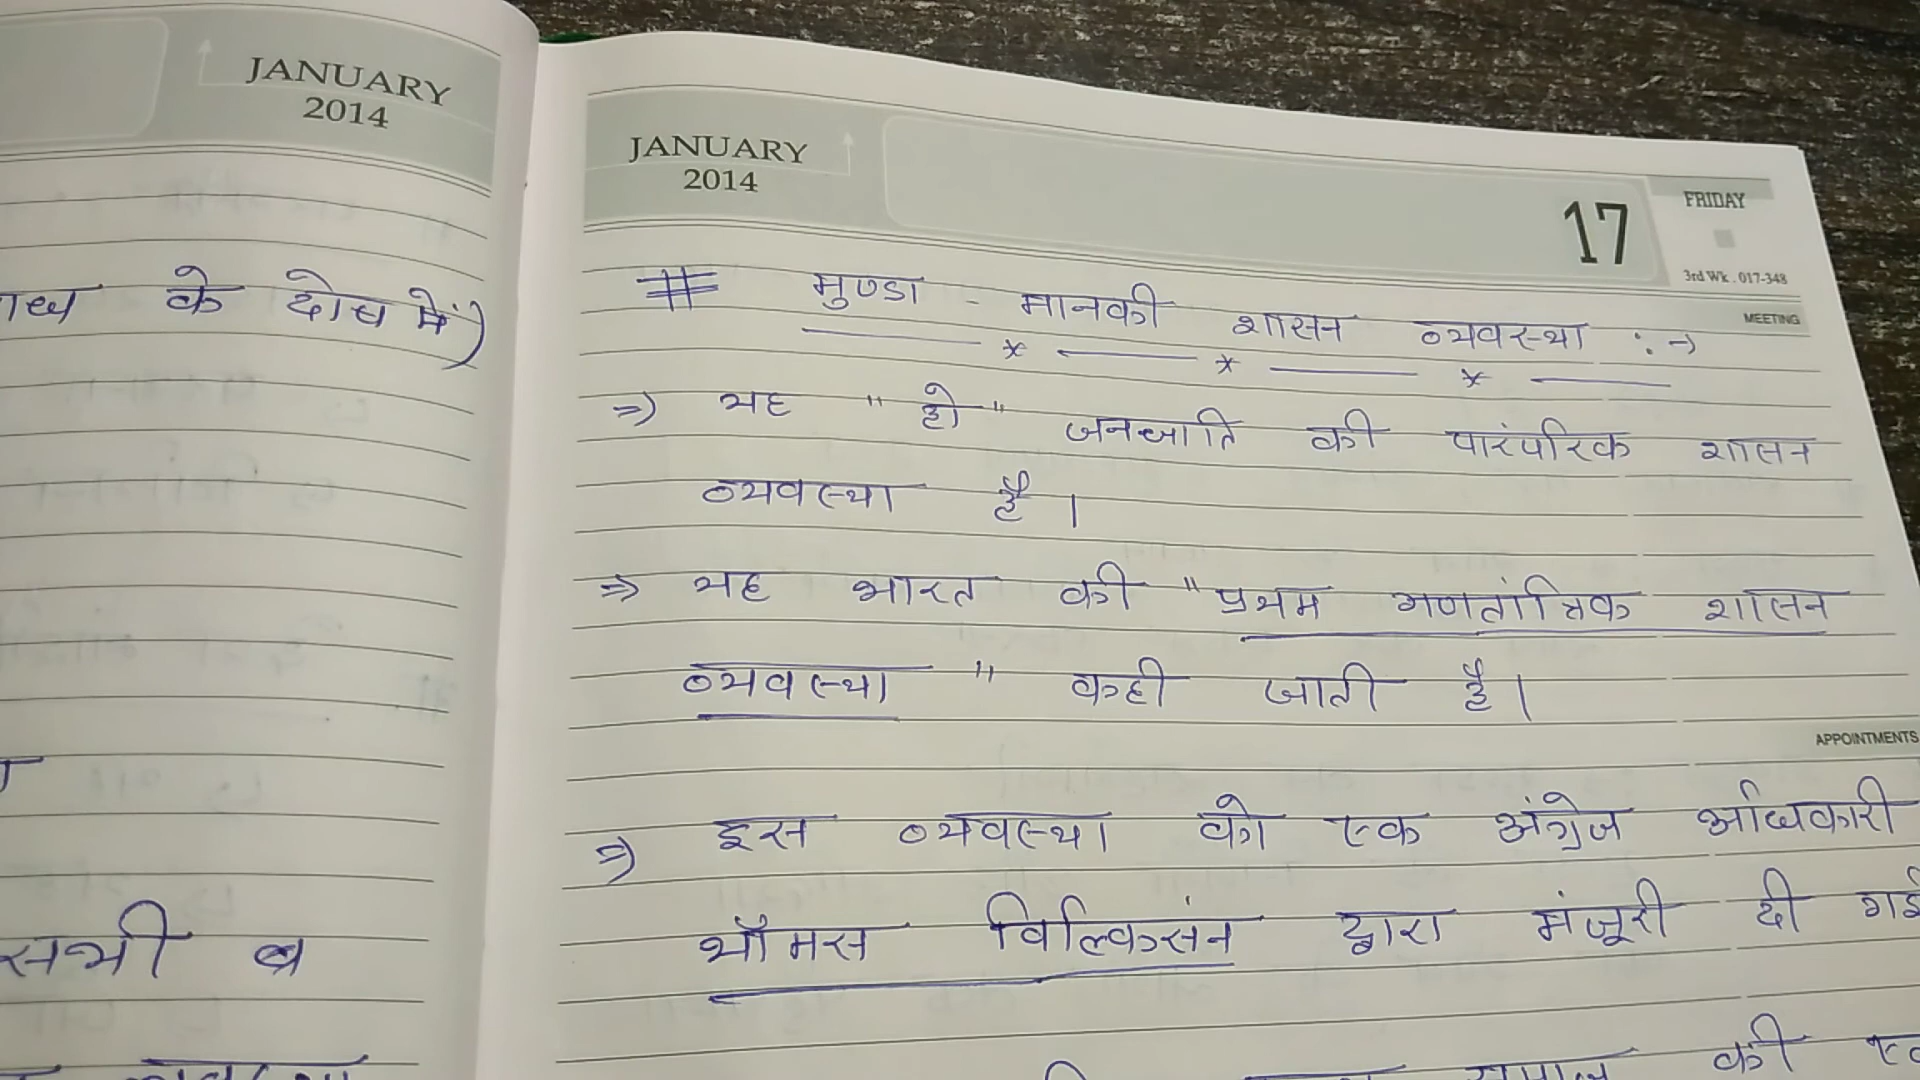 JANUARY
2014
के दोष में)
सभी
JANUARY
2014
17
FRIDAY
3rd Wk . 017-348
MEETING
# मुण्डा - मानकी शासन व्यवस्था :→
⇒ यह " हो " जनजाति की पारंपरिक शासन
व्यवस्था है ।
⇒ यह भारत की " प्रथम गणतांत्रिक शासन
व्यवस्था " कही जाती है ।
APPOINTMENTS
⇒ इस व्यवस्था को एक अंग्रेज अधिकारी
थॉमस विल्किंसन द्वारा मंजूरी दी गई
समाज की